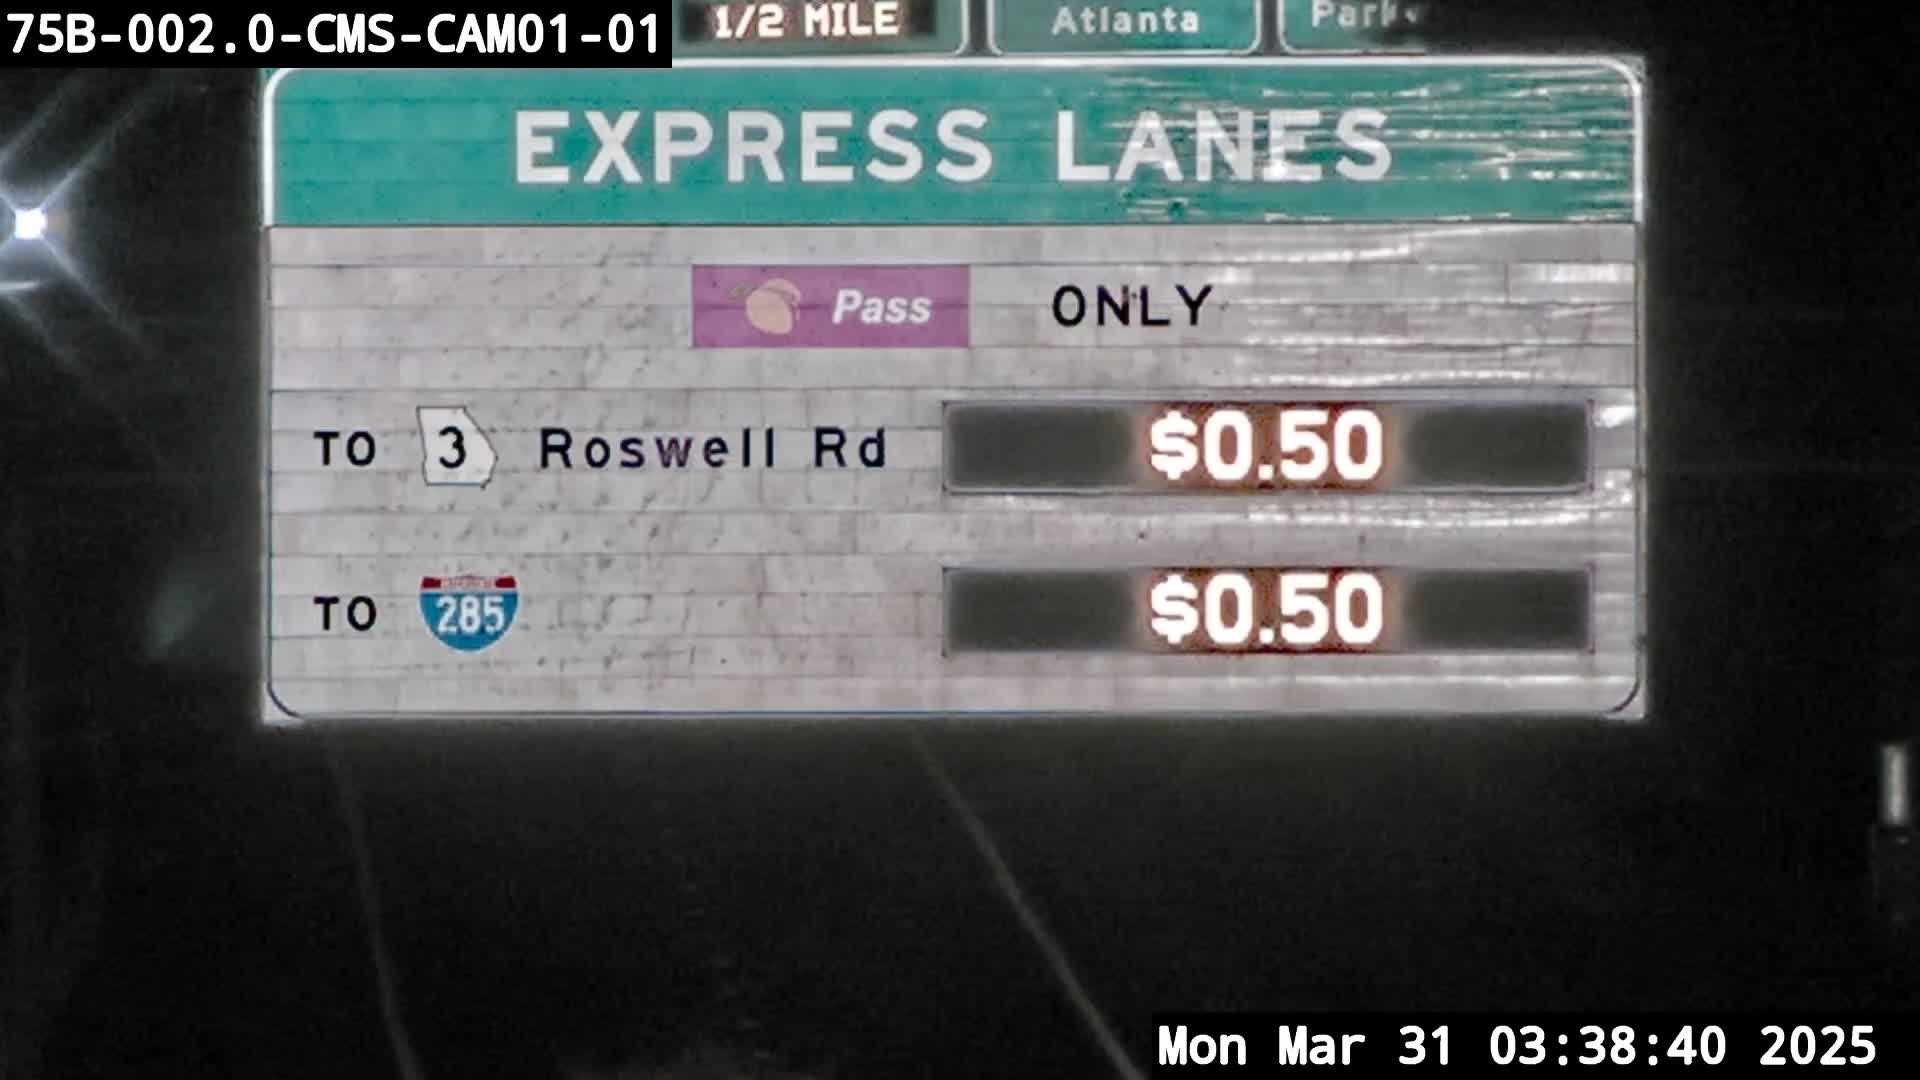 75B-002.0-CMS-CAM01-01
1/2 MILE
Atlanta
EXPRESS LANES
Pass ONLY
TO 3 Roswell Rd $0.50
TO 285 $0.50
Mon Mar 31 03:38:40 2025